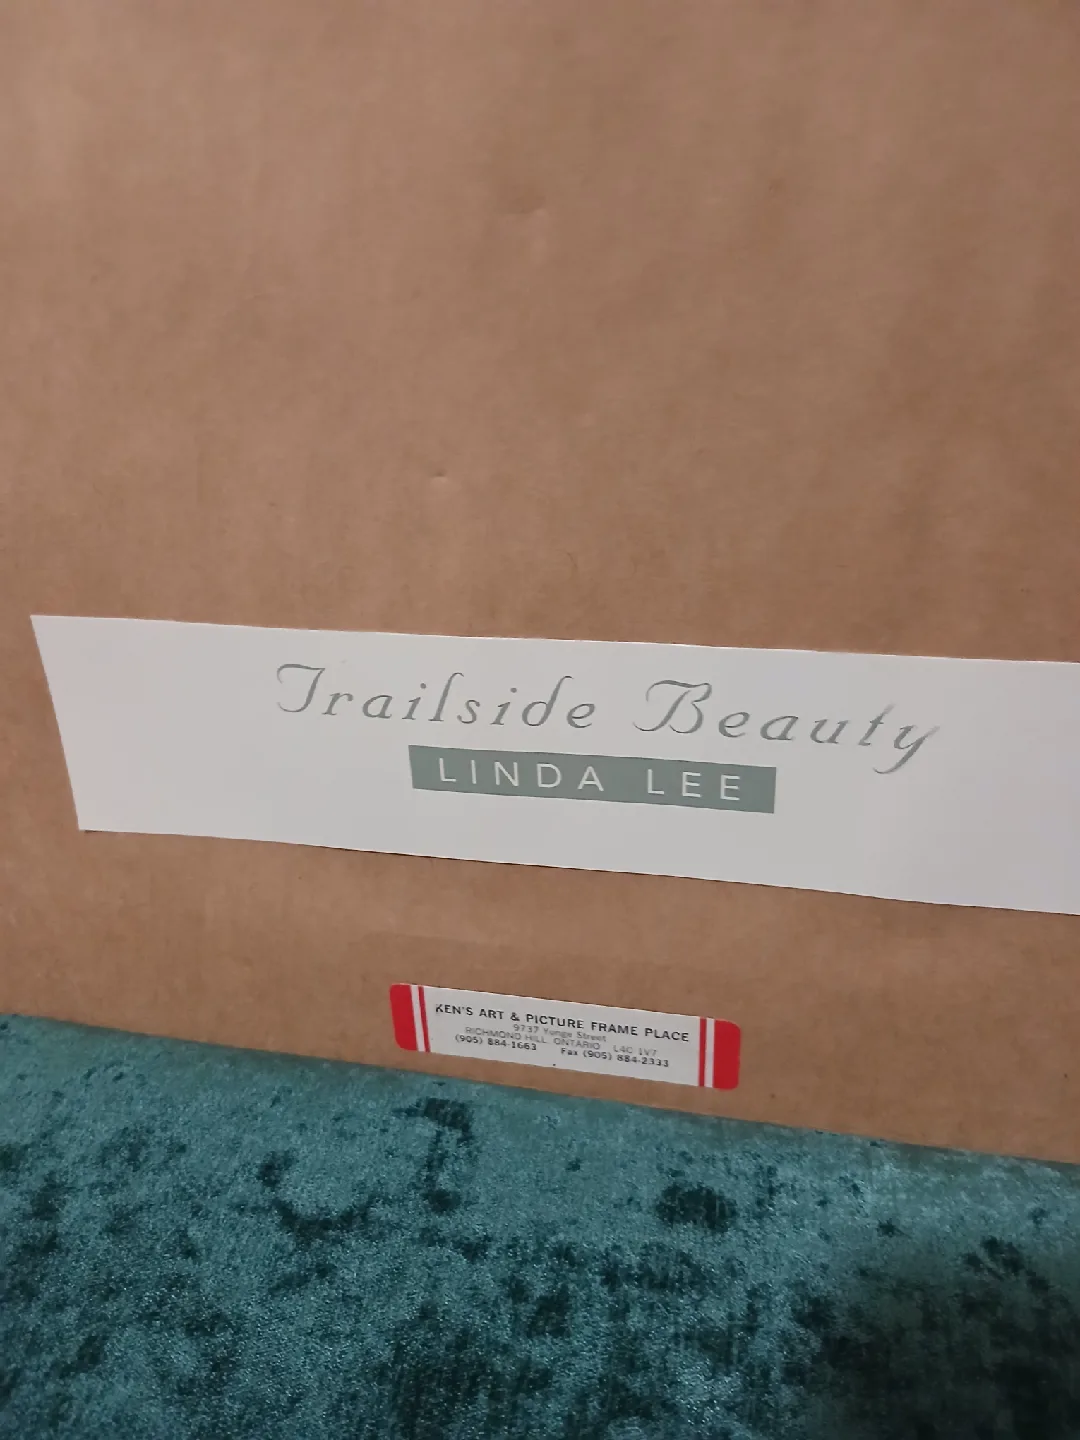 Trailside Beauty
LINDA LEE
KEN'S ART & PICTURE FRAME PLACE
9737 Yonge Street
RICHMOND HILL, ONTARIO L4C 1V7
(905) 884-1663 Fax (905) 884-2333